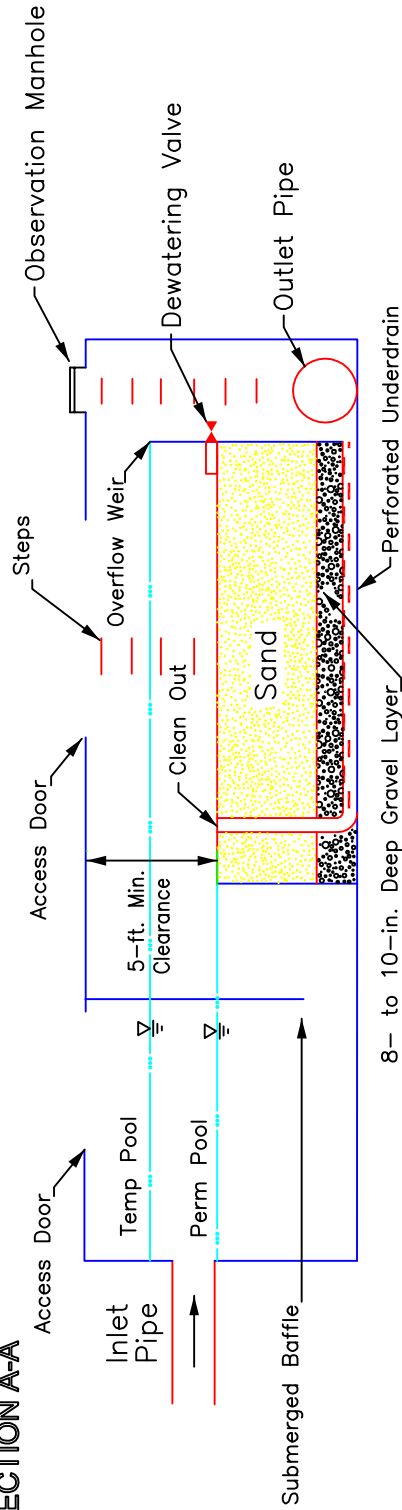 ECTION A-A
Access Door
Inlet
Pipe
Temp Pool
Perm Pool
Submerged Baffle
Access Door
5-ft. Min.
Clearance
Steps
Clean Out
Overflow Weir
Sand
Observation Manhole
Dewatering Valve
Outlet Pipe
Perforated Underdrain
8- to 10-in. Deep Gravel Layer